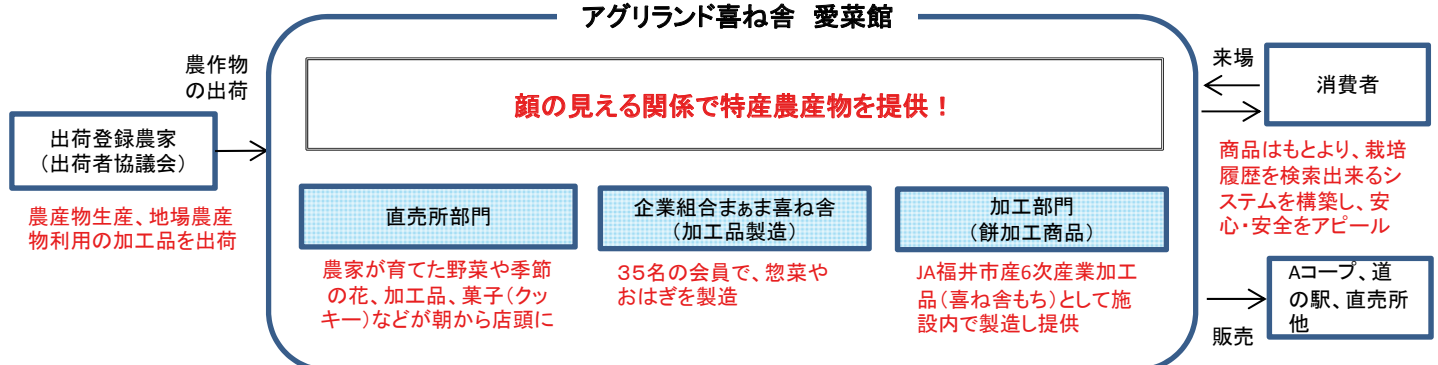 アグリランド喜ね舎 愛菜館
農作物
の出荷
出荷登録農家
(出荷者協議会)
農産物生産、地場農産
物利用の加工品を出荷
顔の見える関係で特産農産物を提供!
直売所部門
農家が育てた野菜や季節
の花、加工品、菓子(クッ
キー)などが朝から店頭に
企業組合まぁま喜ね舎
(加工品製造)
35名の会員で、惣菜や
おはぎを製造
加工部門
(餅加工商品)
JA福井市産6次産業加工
品(喜ね舎もち)として施
設内で製造し提供
来場
消費者
商品はもとより、栽培
履歴を検索出来るシ
ステムを構築し、安
心・安全をアピール
Aコープ、道
の駅、直売所
他
販売